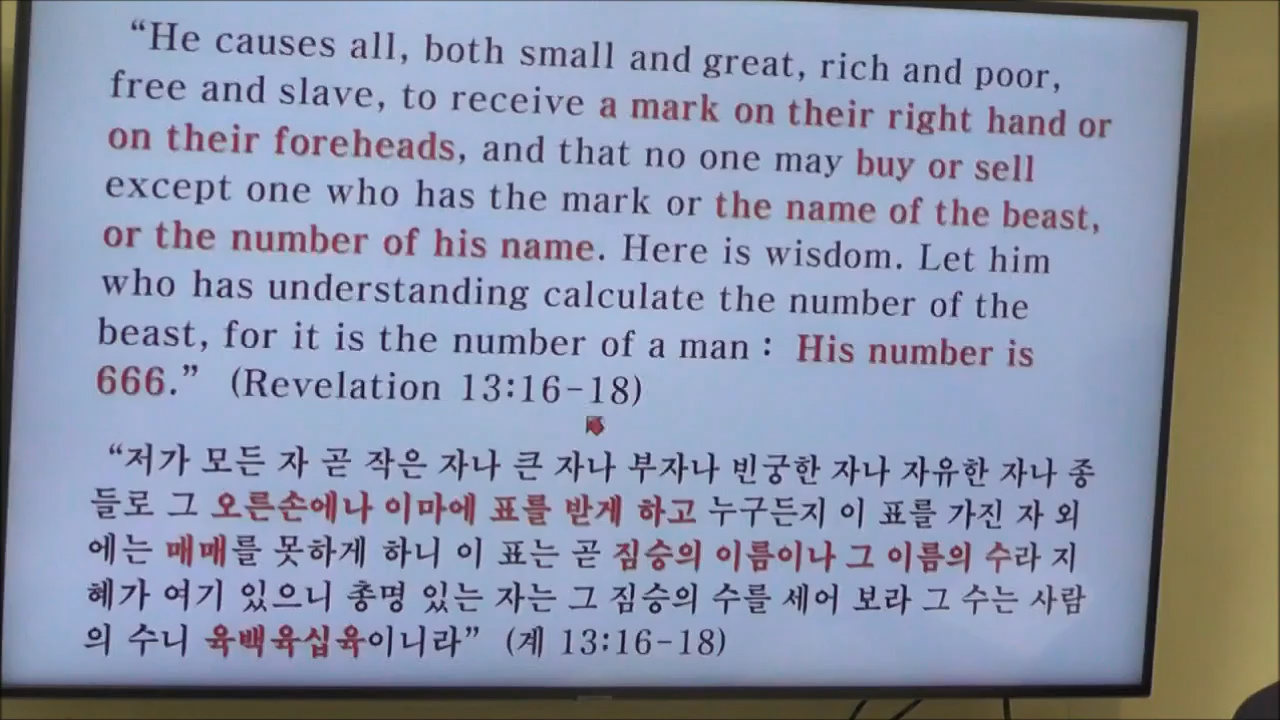 “He causes all, both small and great, rich and poor,
free and slave, to receive a mark on their right hand or
on their foreheads, and that no one may buy or sell
except one who has the mark or the name of the beast,
or the number of his name. Here is wisdom. Let him
who has understanding calculate the number of the
beast, for it is the number of a man : His number is
666.” (Revelation 13:16-18)
“저가 모든 자 곧 작은 자나 큰 자나 부자나 빈궁한 자나 자유한 자나 종
들로 그 오른손에나 이마에 표를 받게 하고 누구든지 이 표를 가진 자 외
에는 매매를 못하게 하니 이 표는 곧 짐승의 이름이나 그 이름의 수라 지
혜가 여기 있으니 총명 있는 자는 그 짐승의 수를 세어 보라 그 수는 사람
의 수니 육백육십육이니라” (계 13:16-18)